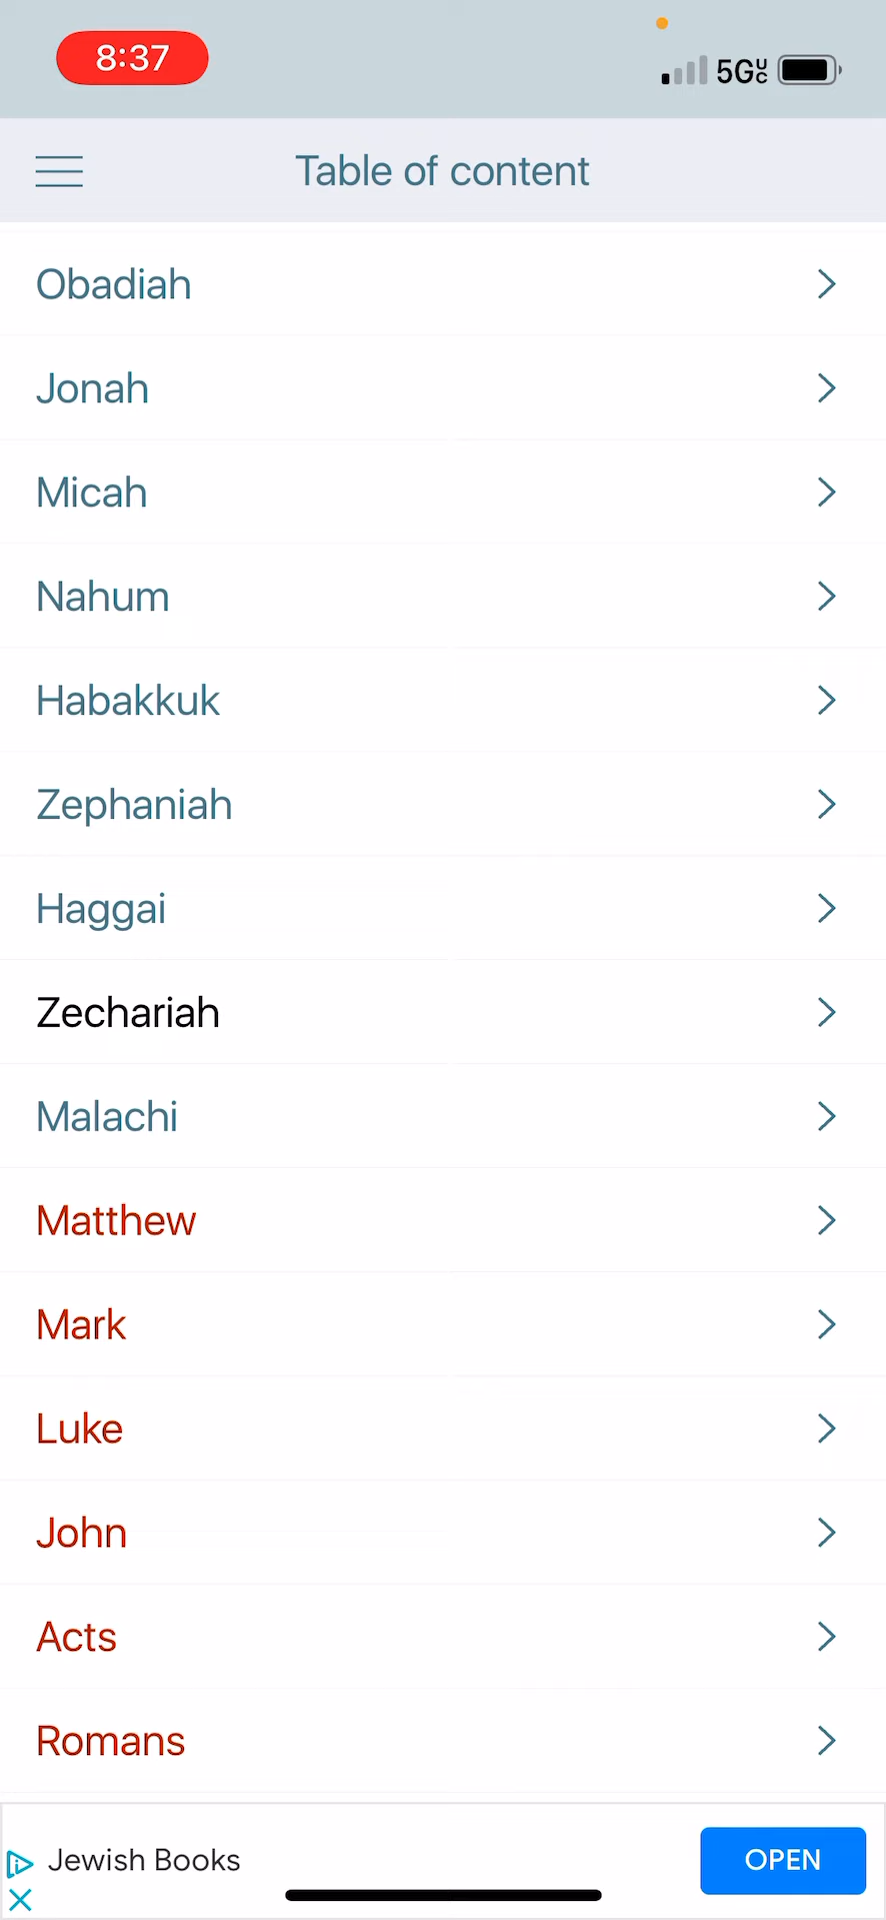 8:37
5GUC
Table of content
Obadiah
Jonah
Micah
Nahum
Habakkuk
Zephaniah
Haggai
Zechariah
Malachi
Matthew
Mark
Luke
John
Acts
Romans
Jewish Books
OPEN